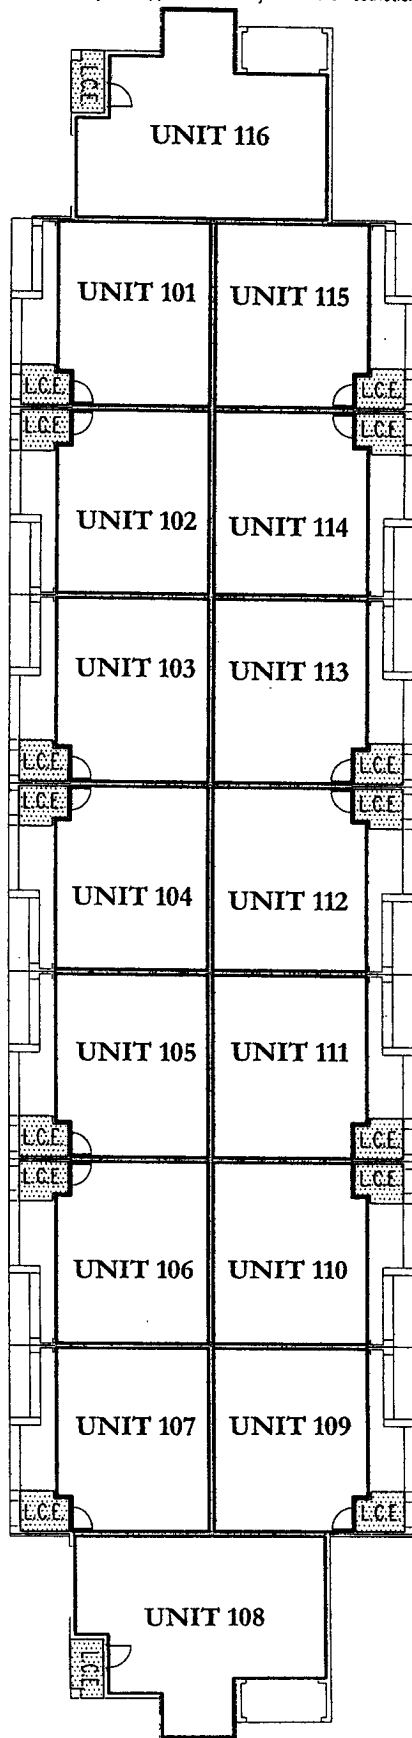 L.C.E.
UNIT 116
UNIT 101 UNIT 115
L.C.E. L.C.E.
L.C.E. L.C.E.
UNIT 102 UNIT 114
UNIT 103 UNIT 113
L.C.E. L.C.E.
L.C.E. L.C.E.
UNIT 104 UNIT 112
UNIT 105 UNIT 111
L.C.E. L.C.E.
L.C.E. L.C.E.
UNIT 106 UNIT 110
UNIT 107 UNIT 109
L.C.E. L.C.E.
UNIT 108
L.C.E.